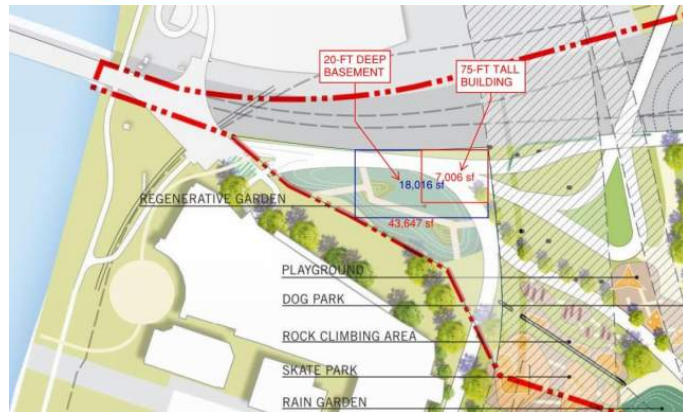 20-FT DEEP
BASEMENT
75-FT TALL
BUILDING
7,006 sf
18,016 sf
REGENERATIVE GARDEN
43,647 sf
PLAYGROUND
DOG PARK
ROCK CLIMBING AREA
SKATE PARK
RAIN GARDEN